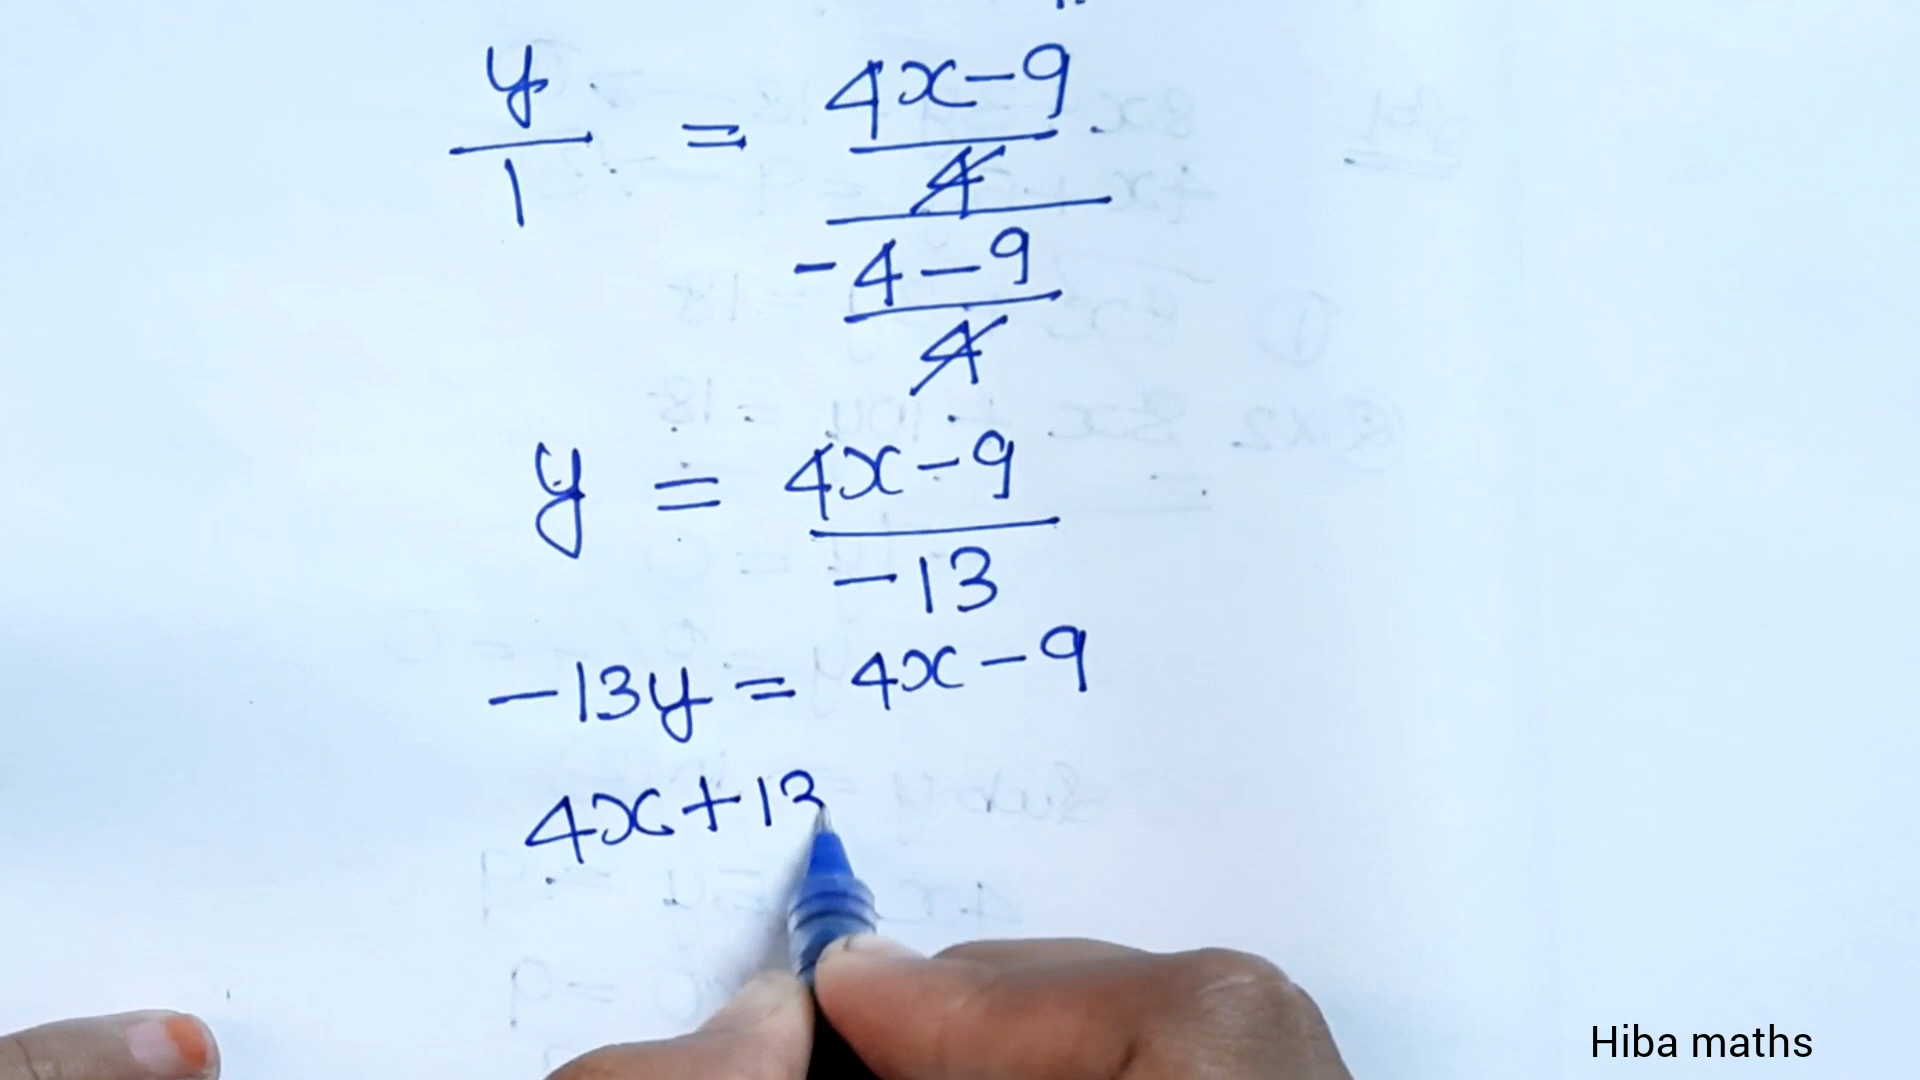 y/1 = (4x-9)/4 / (-4-9)/4
y = 4x-9 / -13
-13y = 4x-9
4x+13
Hiba maths